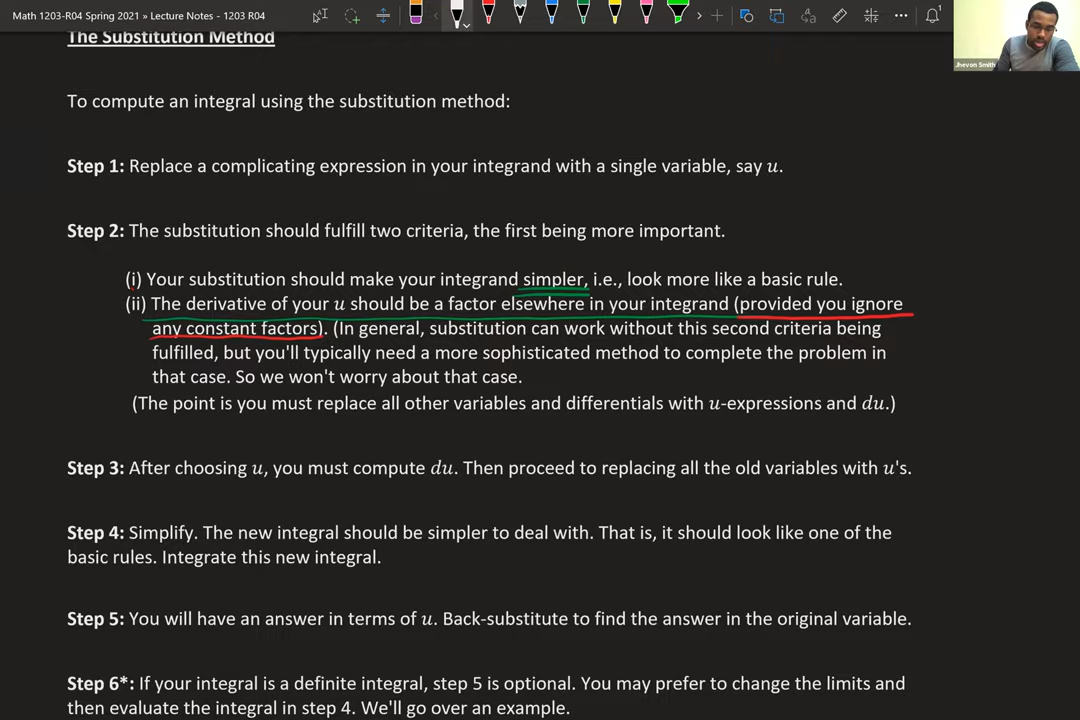 Math 1203-R04 Spring 2021 » Lecture Notes - 1203 R04
Jhevon Smith
The Substitution Method
To compute an integral using the substitution method:
Step 1: Replace a complicating expression in your integrand with a single variable, say u.
Step 2: The substitution should fulfill two criteria, the first being more important.
(i) Your substitution should make your integrand simpler, i.e., look more like a basic rule.
(ii) The derivative of your u should be a factor elsewhere in your integrand (provided you ignore
any constant factors). (In general, substitution can work without this second criteria being
fulfilled, but you'll typically need a more sophisticated method to complete the problem in
that case. So we won't worry about that case.
(The point is you must replace all other variables and differentials with u-expressions and du.)
Step 3: After choosing u, you must compute du. Then proceed to replacing all the old variables with u's.
Step 4: Simplify. The new integral should be simpler to deal with. That is, it should look like one of the
basic rules. Integrate this new integral.
Step 5: You will have an answer in terms of u. Back-substitute to find the answer in the original variable.
Step 6*: If your integral is a definite integral, step 5 is optional. You may prefer to change the limits and
then evaluate the integral in step 4. We'll go over an example.